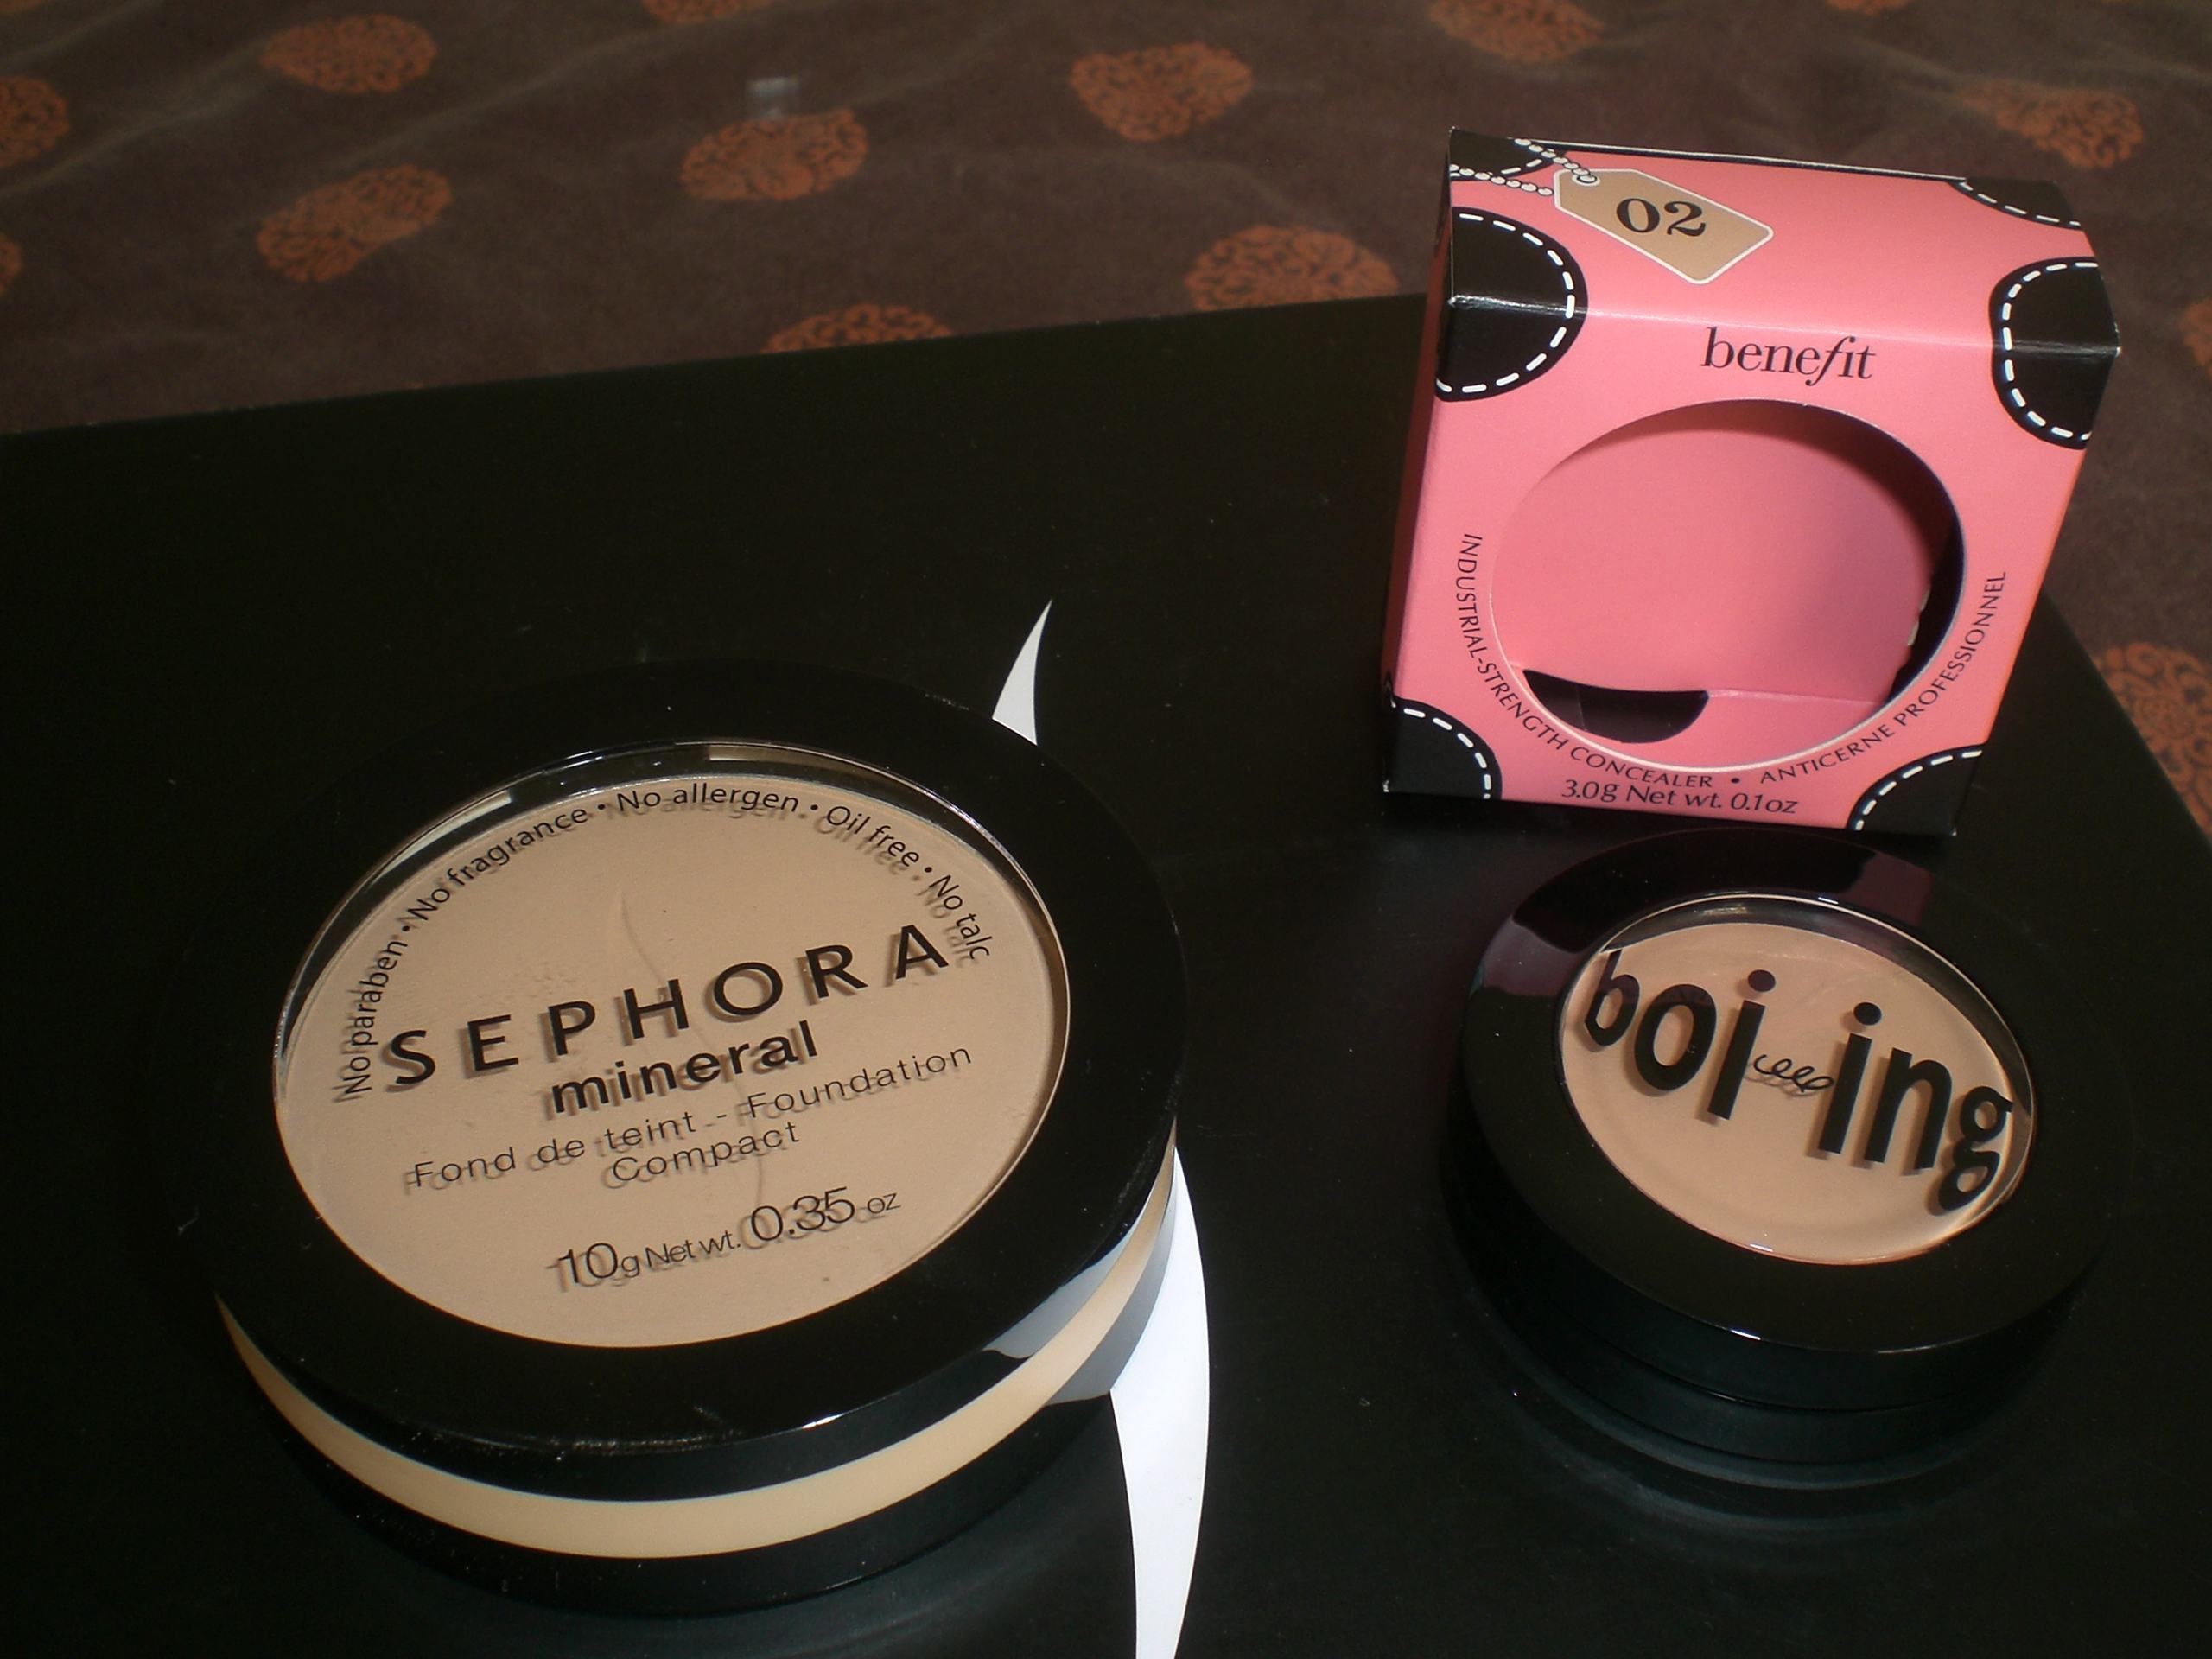 No paraben • No fragrance • No allergen • Oil free • No talc
SEPHORA
mineral
Fond de teint - Foundation
Compact
10g Net wt. 0.35 oz
02
benefit
INDUSTRIAL-STRENGTH CONCEALER • ANTICERNE PROFESSIONNEL
3.0g Net wt. 0.1oz
boi ing